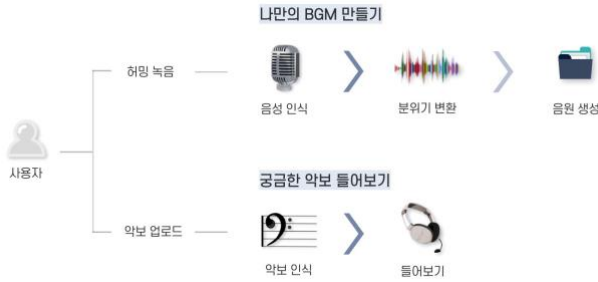 나만의 BGM 만들기
허밍 녹음
음성 인식
분위기 변환
음원 생성
사용자
궁금한 악보 들어보기
악보 업로드
악보 인식
들어보기